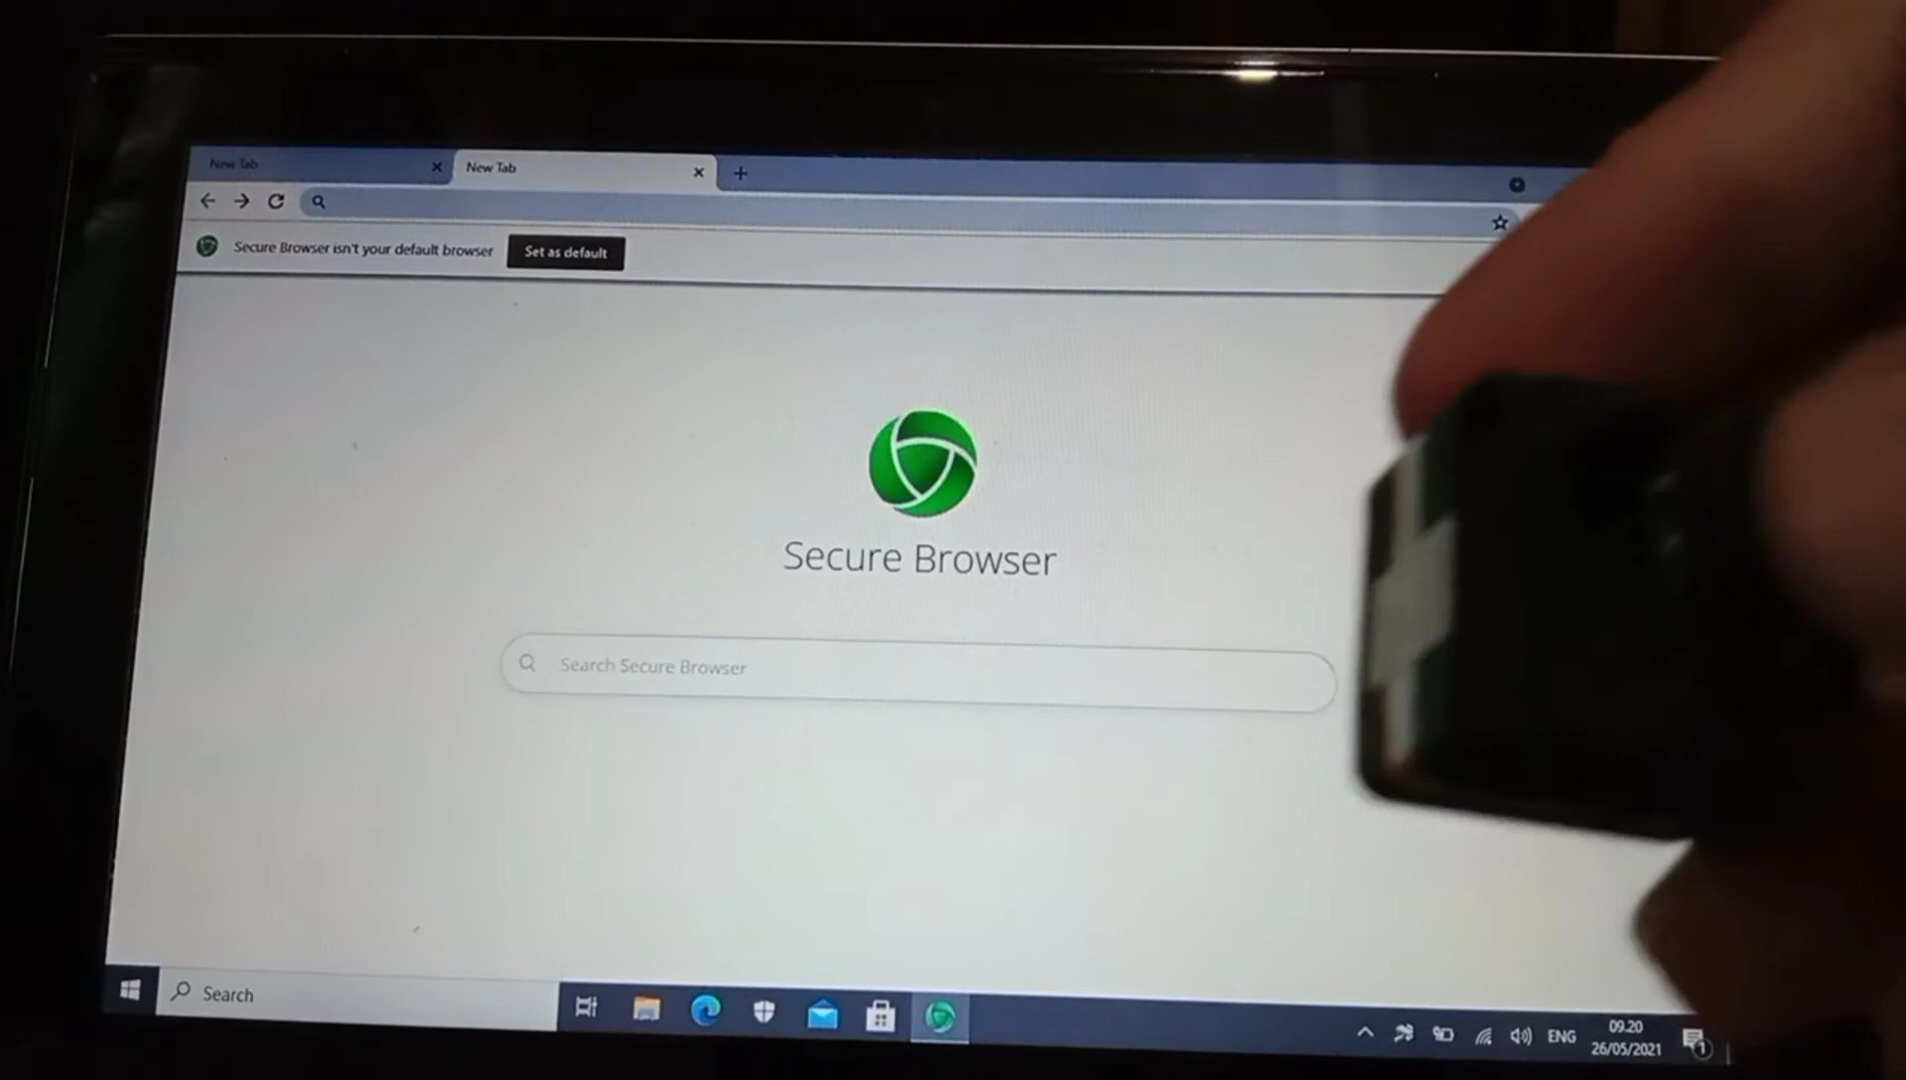 New Tab
New Tab
Secure Browser isn't your default browser
Set as default
Secure Browser
Search Secure Browser
Search
ENG
09.20
26/05/2021
1